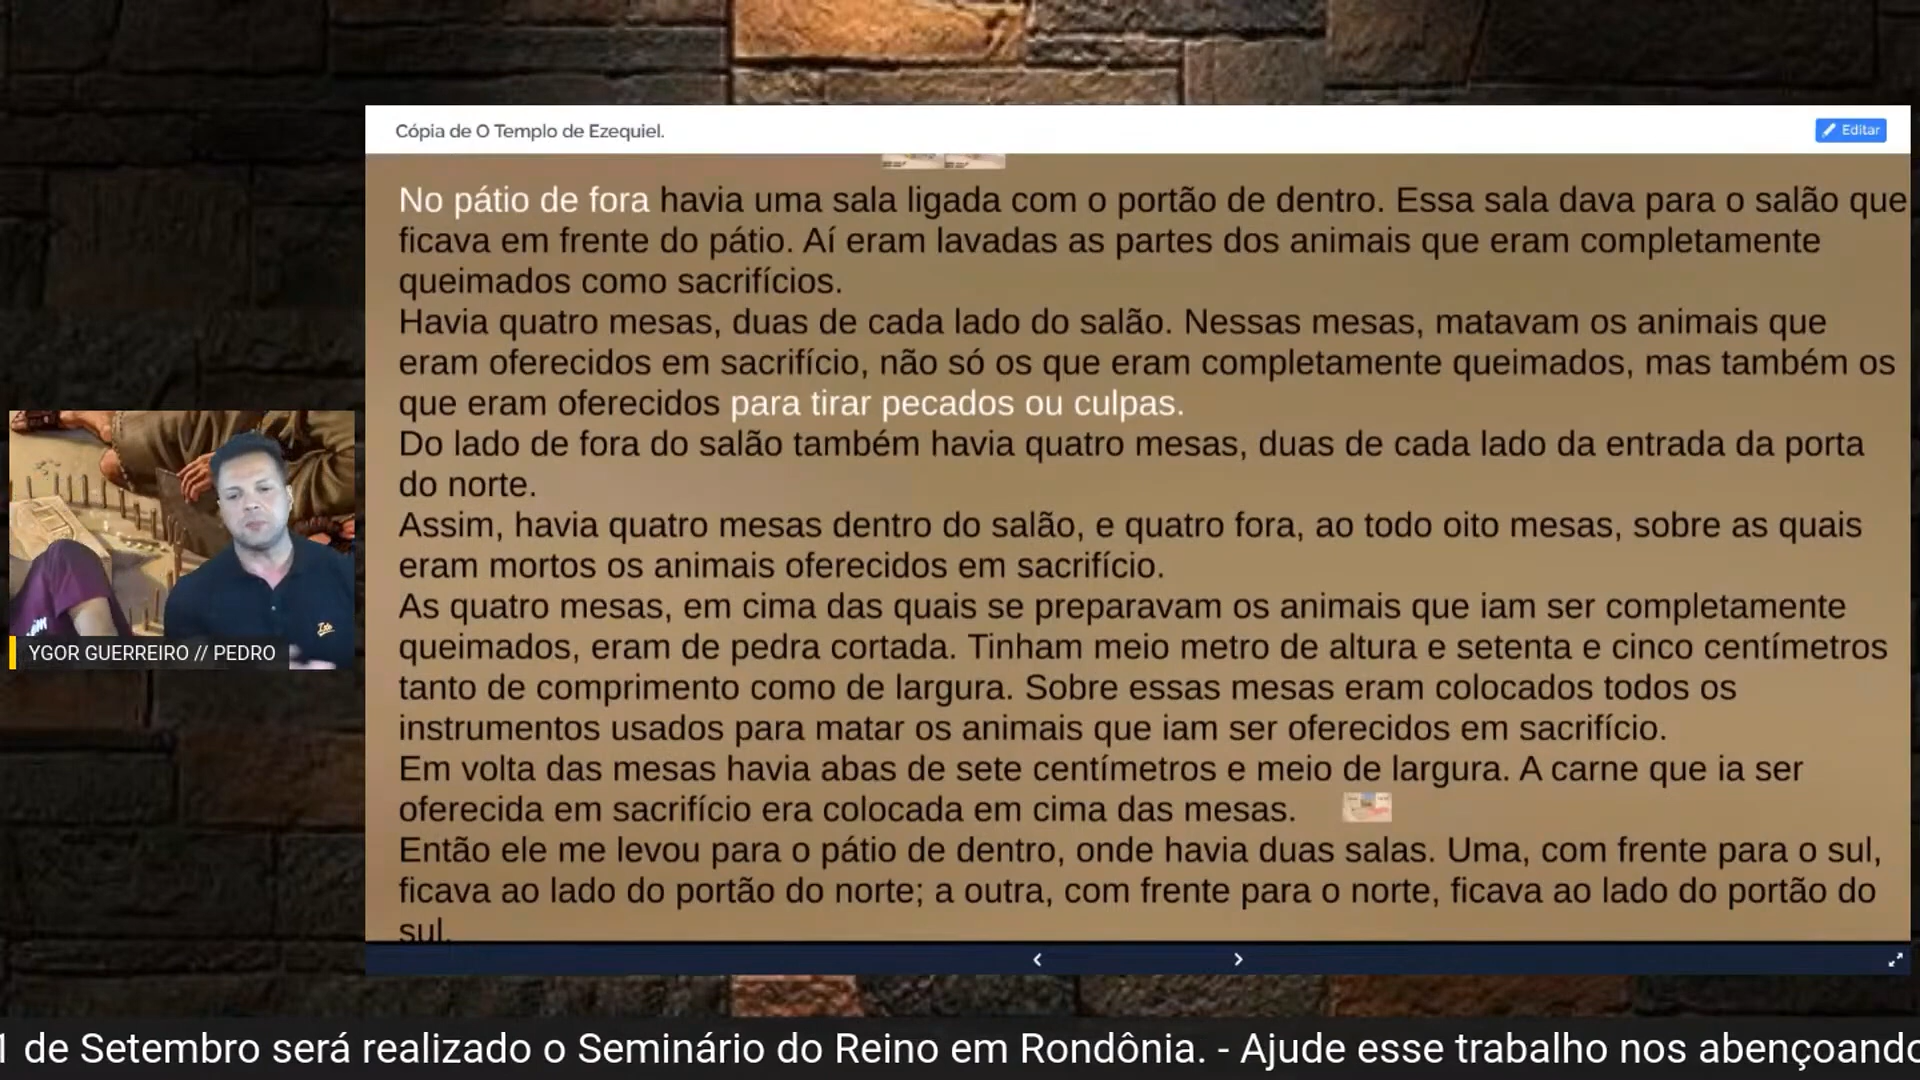 Cópia de O Templo de Ezequiel.
Editar
No pátio de fora havia uma sala ligada com o portão de dentro. Essa sala dava para o salão que
ficava em frente do pátio. Aí eram lavadas as partes dos animais que eram completamente
queimados como sacrifícios.
Havia quatro mesas, duas de cada lado do salão. Nessas mesas, matavam os animais que
eram oferecidos em sacrifício, não só os que eram completamente queimados, mas também os
que eram oferecidos para tirar pecados ou culpas.
Do lado de fora do salão também havia quatro mesas, duas de cada lado da entrada da porta
do norte.
Assim, havia quatro mesas dentro do salão, e quatro fora, ao todo oito mesas, sobre as quais
eram mortos os animais oferecidos em sacrifício.
As quatro mesas, em cima das quais se preparavam os animais que iam ser completamente
queimados, eram de pedra cortada. Tinham meio metro de altura e setenta e cinco centímetros
tanto de comprimento como de largura. Sobre essas mesas eram colocados todos os
instrumentos usados para matar os animais que iam ser oferecidos em sacrifício.
Em volta das mesas havia abas de sete centímetros e meio de largura. A carne que ia ser
oferecida em sacrifício era colocada em cima das mesas.
Então ele me levou para o pátio de dentro, onde havia duas salas. Uma, com frente para o sul,
ficava ao lado do portão do norte; a outra, com frente para o norte, ficava ao lado do portão do
sul.
YGOR GUERREIRO // PEDRO
1 de Setembro será realizado o Seminário do Reino em Rondônia. - Ajude esse trabalho nos abençoando